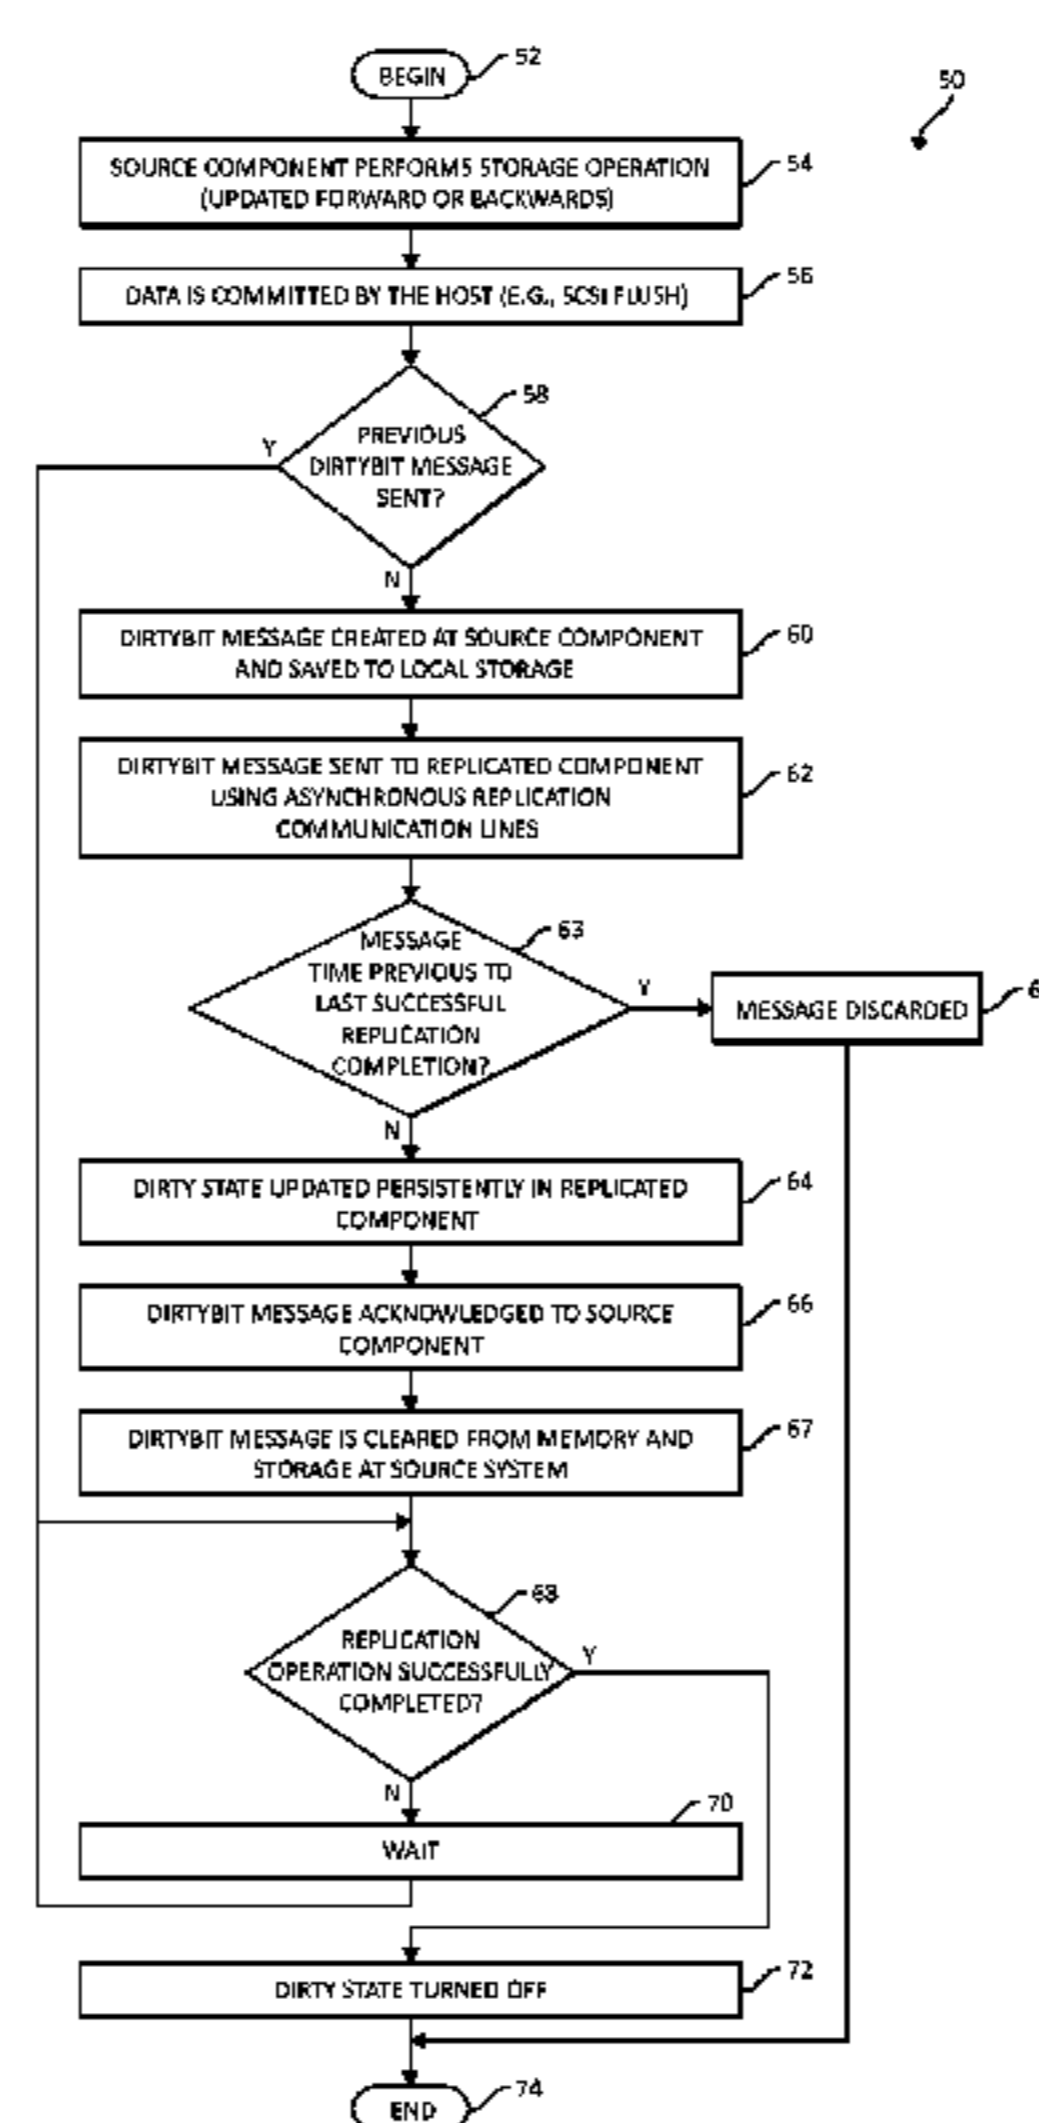 BEGIN
52
50
SOURCE COMPONENT PERFORMS STORAGE OPERATION
(UPDATED FORWARD OR BACKWARDS)
54
DATA IS COMMITTED BY THE HOST (E.G., SCSI FLUSH)
56
58
Y
PREVIOUS
DIRTYBIT MESSAGE
SENT?
N
DIRTYBIT MESSAGE CREATED AT SOURCE COMPONENT
AND SAVED TO LOCAL STORAGE
60
DIRTYBIT MESSAGE SENT TO REPLICATED COMPONENT
USING ASYNCHRONOUS REPLICATION
COMMUNICATION LINES
62
63
MESSAGE
TIME PREVIOUS TO
LAST SUCCESSFUL
REPLICATION
COMPLETION?
Y
MESSAGE DISCARDED
N
DIRTY STATE UPDATED PERSISTENTLY IN REPLICATED
COMPONENT
64
DIRTYBIT MESSAGE ACKNOWLEDGED TO SOURCE
COMPONENT
66
DIRTYBIT MESSAGE IS CLEARED FROM MEMORY AND
STORAGE AT SOURCE SYSTEM
67
68
REPLICATION
OPERATION SUCCESSFULLY
COMPLETED?
Y
N
70
WAIT
DIRTY STATE TURNED OFF
72
END
74